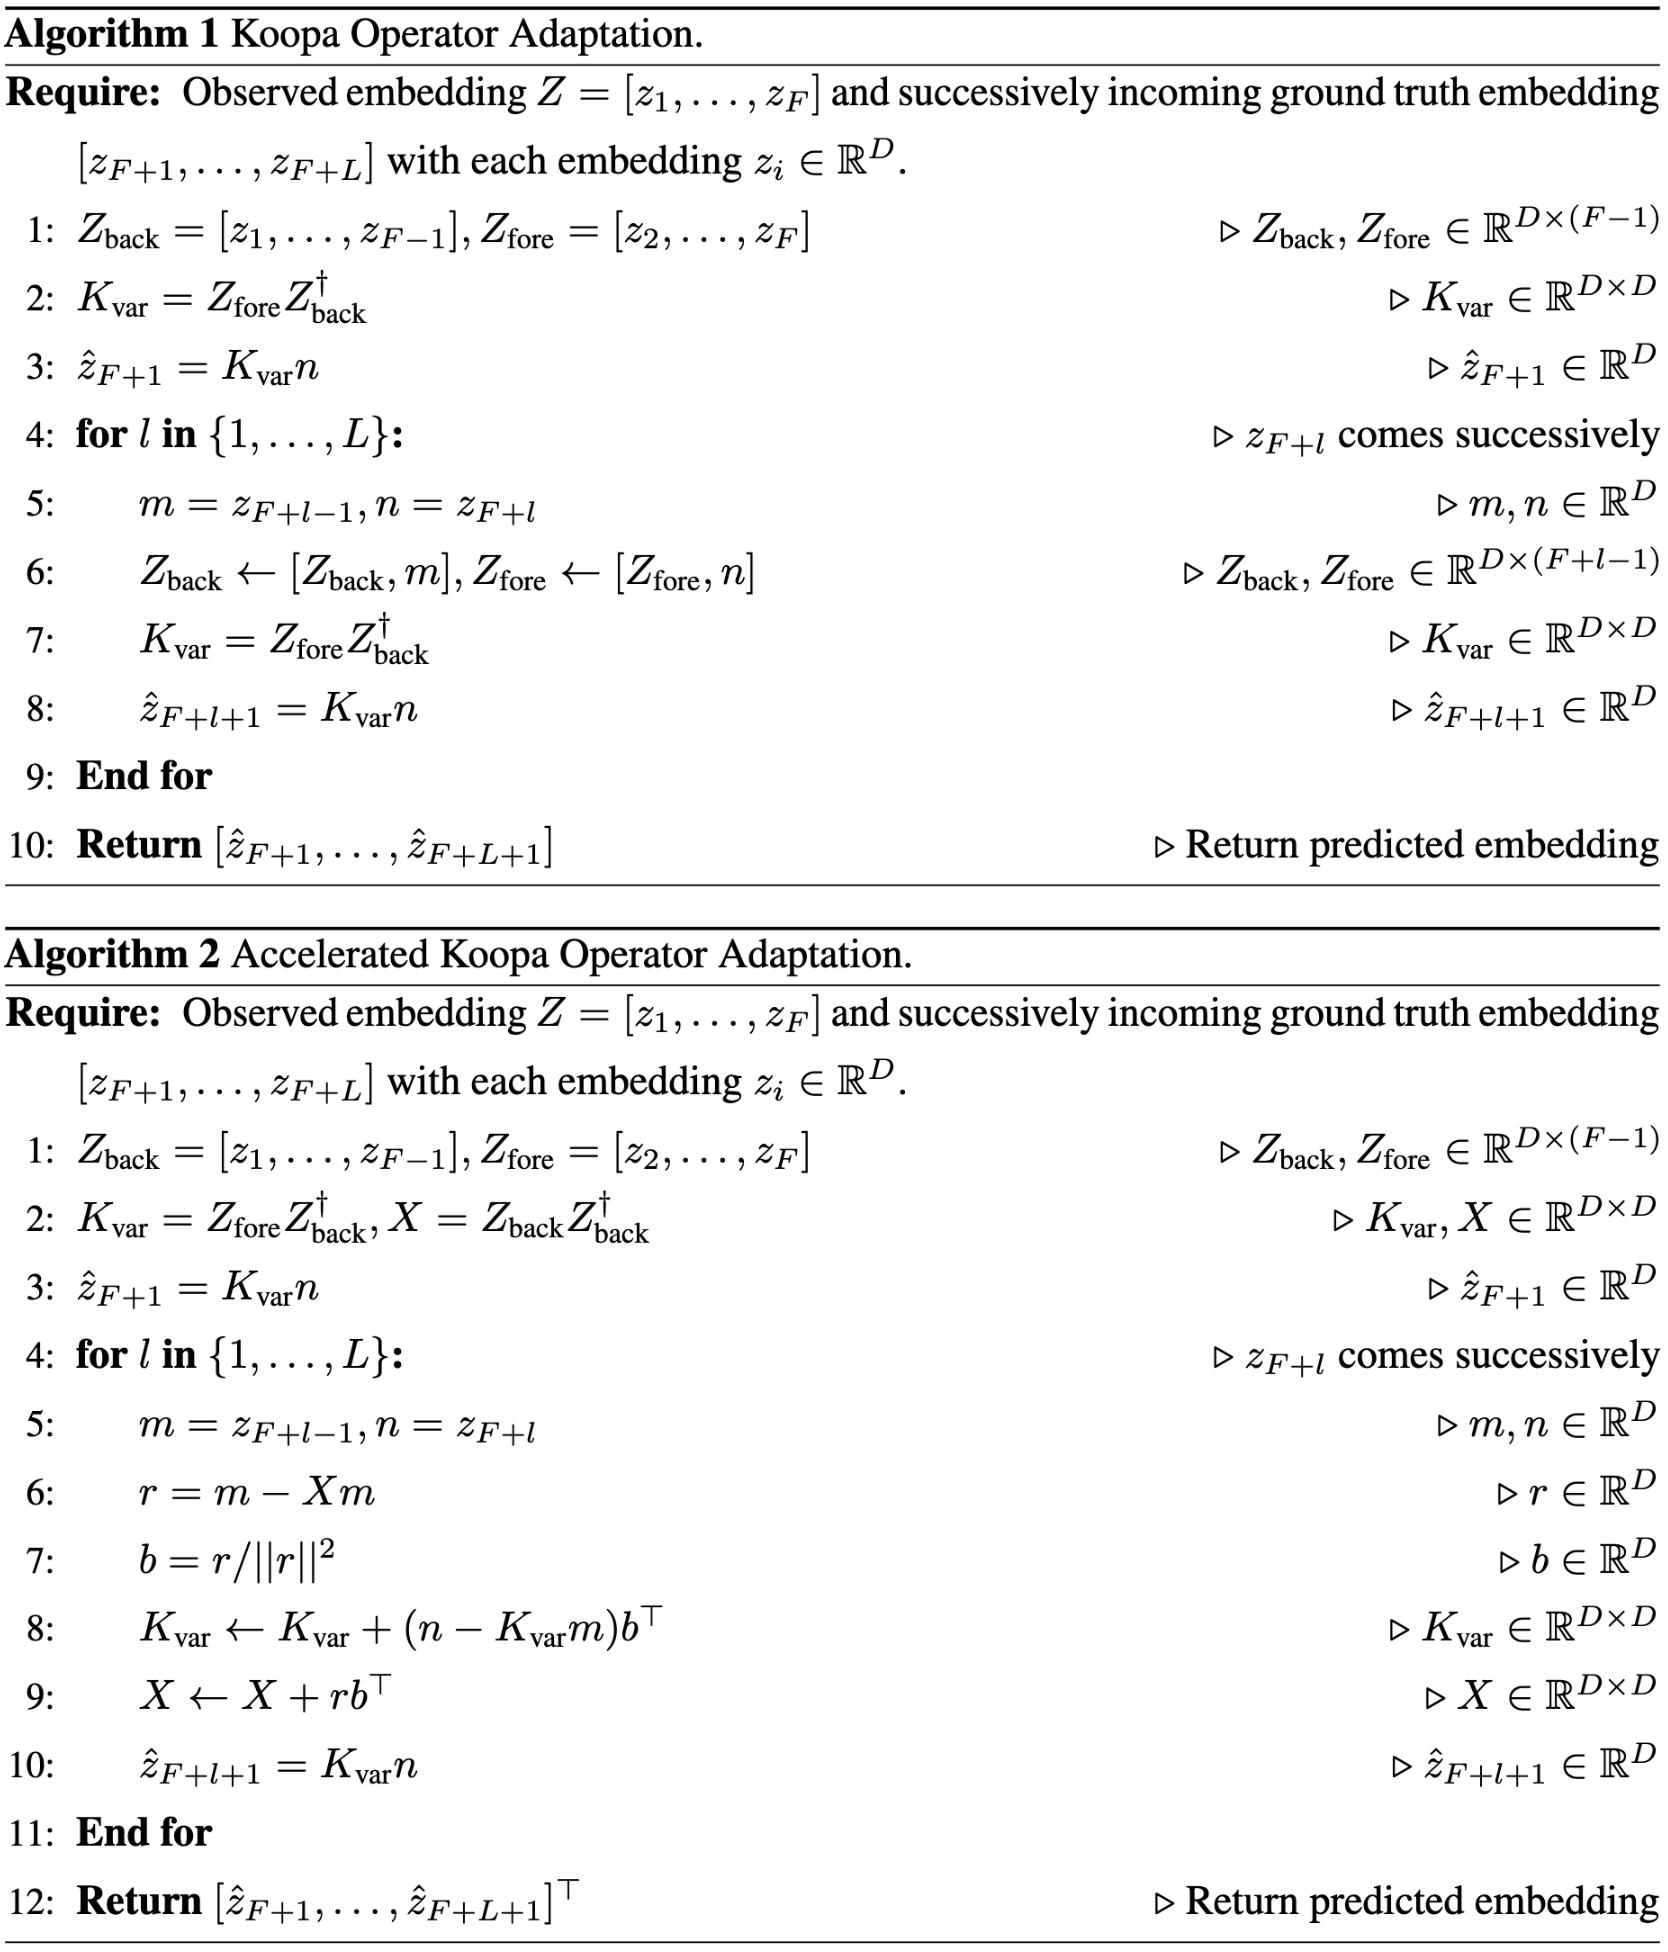 Algorithm 1 Koopa Operator Adaptation.
Require: Observed embedding $Z = [z_1, \ldots, z_F]$ and successively incoming ground truth embedding
$[z_{F+1}, \ldots, z_{F+L}]$ with each embedding $z_i \in \mathbb{R}^D$.
1: $Z_{\text{back}} = [z_1, \ldots, z_{F-1}], Z_{\text{fore}} = [z_2, \ldots, z_F]$ ▷ $Z_{\text{back}}, Z_{\text{fore}} \in \mathbb{R}^{D \times (F-1)}$
2: $K_{\text{var}} = Z_{\text{fore}} Z_{\text{back}}^{\dagger}$ ▷ $K_{\text{var}} \in \mathbb{R}^{D \times D}$
3: $\hat{z}_{F+1} = K_{\text{var}} n$ ▷ $\hat{z}_{F+1} \in \mathbb{R}^D$
4: for $l$ in $\{1, \ldots, L\}$: ▷ $z_{F+l}$ comes successively
5: $m = z_{F+l-1}, n = z_{F+l}$ ▷ $m, n \in \mathbb{R}^D$
6: $Z_{\text{back}} \leftarrow [Z_{\text{back}}, m], Z_{\text{fore}} \leftarrow [Z_{\text{fore}}, n]$ ▷ $Z_{\text{back}}, Z_{\text{fore}} \in \mathbb{R}^{D \times (F+l-1)}$
7: $K_{\text{var}} = Z_{\text{fore}} Z_{\text{back}}^{\dagger}$ ▷ $K_{\text{var}} \in \mathbb{R}^{D \times D}$
8: $\hat{z}_{F+l+1} = K_{\text{var}} n$ ▷ $\hat{z}_{F+l+1} \in \mathbb{R}^D$
9: End for
10: Return $[\hat{z}_{F+1}, \ldots, \hat{z}_{F+L+1}]$ ▷ Return predicted embedding
Algorithm 2 Accelerated Koopa Operator Adaptation.
Require: Observed embedding $Z = [z_1, \ldots, z_F]$ and successively incoming ground truth embedding
$[z_{F+1}, \ldots, z_{F+L}]$ with each embedding $z_i \in \mathbb{R}^D$.
1: $Z_{\text{back}} = [z_1, \ldots, z_{F-1}], Z_{\text{fore}} = [z_2, \ldots, z_F]$ ▷ $Z_{\text{back}}, Z_{\text{fore}} \in \mathbb{R}^{D \times (F-1)}$
2: $K_{\text{var}} = Z_{\text{fore}} Z_{\text{back}}^{\dagger}, X = Z_{\text{back}} Z_{\text{back}}^{\dagger}$ ▷ $K_{\text{var}}, X \in \mathbb{R}^{D \times D}$
3: $\hat{z}_{F+1} = K_{\text{var}} n$ ▷ $\hat{z}_{F+1} \in \mathbb{R}^D$
4: for $l$ in $\{1, \ldots, L\}$: ▷ $z_{F+l}$ comes successively
5: $m = z_{F+l-1}, n = z_{F+l}$ ▷ $m, n \in \mathbb{R}^D$
6: $r = m - Xm$ ▷ $r \in \mathbb{R}^D$
7: $b = r/||r||^2$ ▷ $b \in \mathbb{R}^D$
8: $K_{\text{var}} \leftarrow K_{\text{var}} + (n - K_{\text{var}} m) b^{\top}$ ▷ $K_{\text{var}} \in \mathbb{R}^{D \times D}$
9: $X \leftarrow X + r b^{\top}$ ▷ $X \in \mathbb{R}^{D \times D}$
10: $\hat{z}_{F+l+1} = K_{\text{var}} n$ ▷ $\hat{z}_{F+l+1} \in \mathbb{R}^D$
11: End for
12: Return $[\hat{z}_{F+1}, \ldots, \hat{z}_{F+L+1}]^{\top}$ ▷ Return predicted embedding